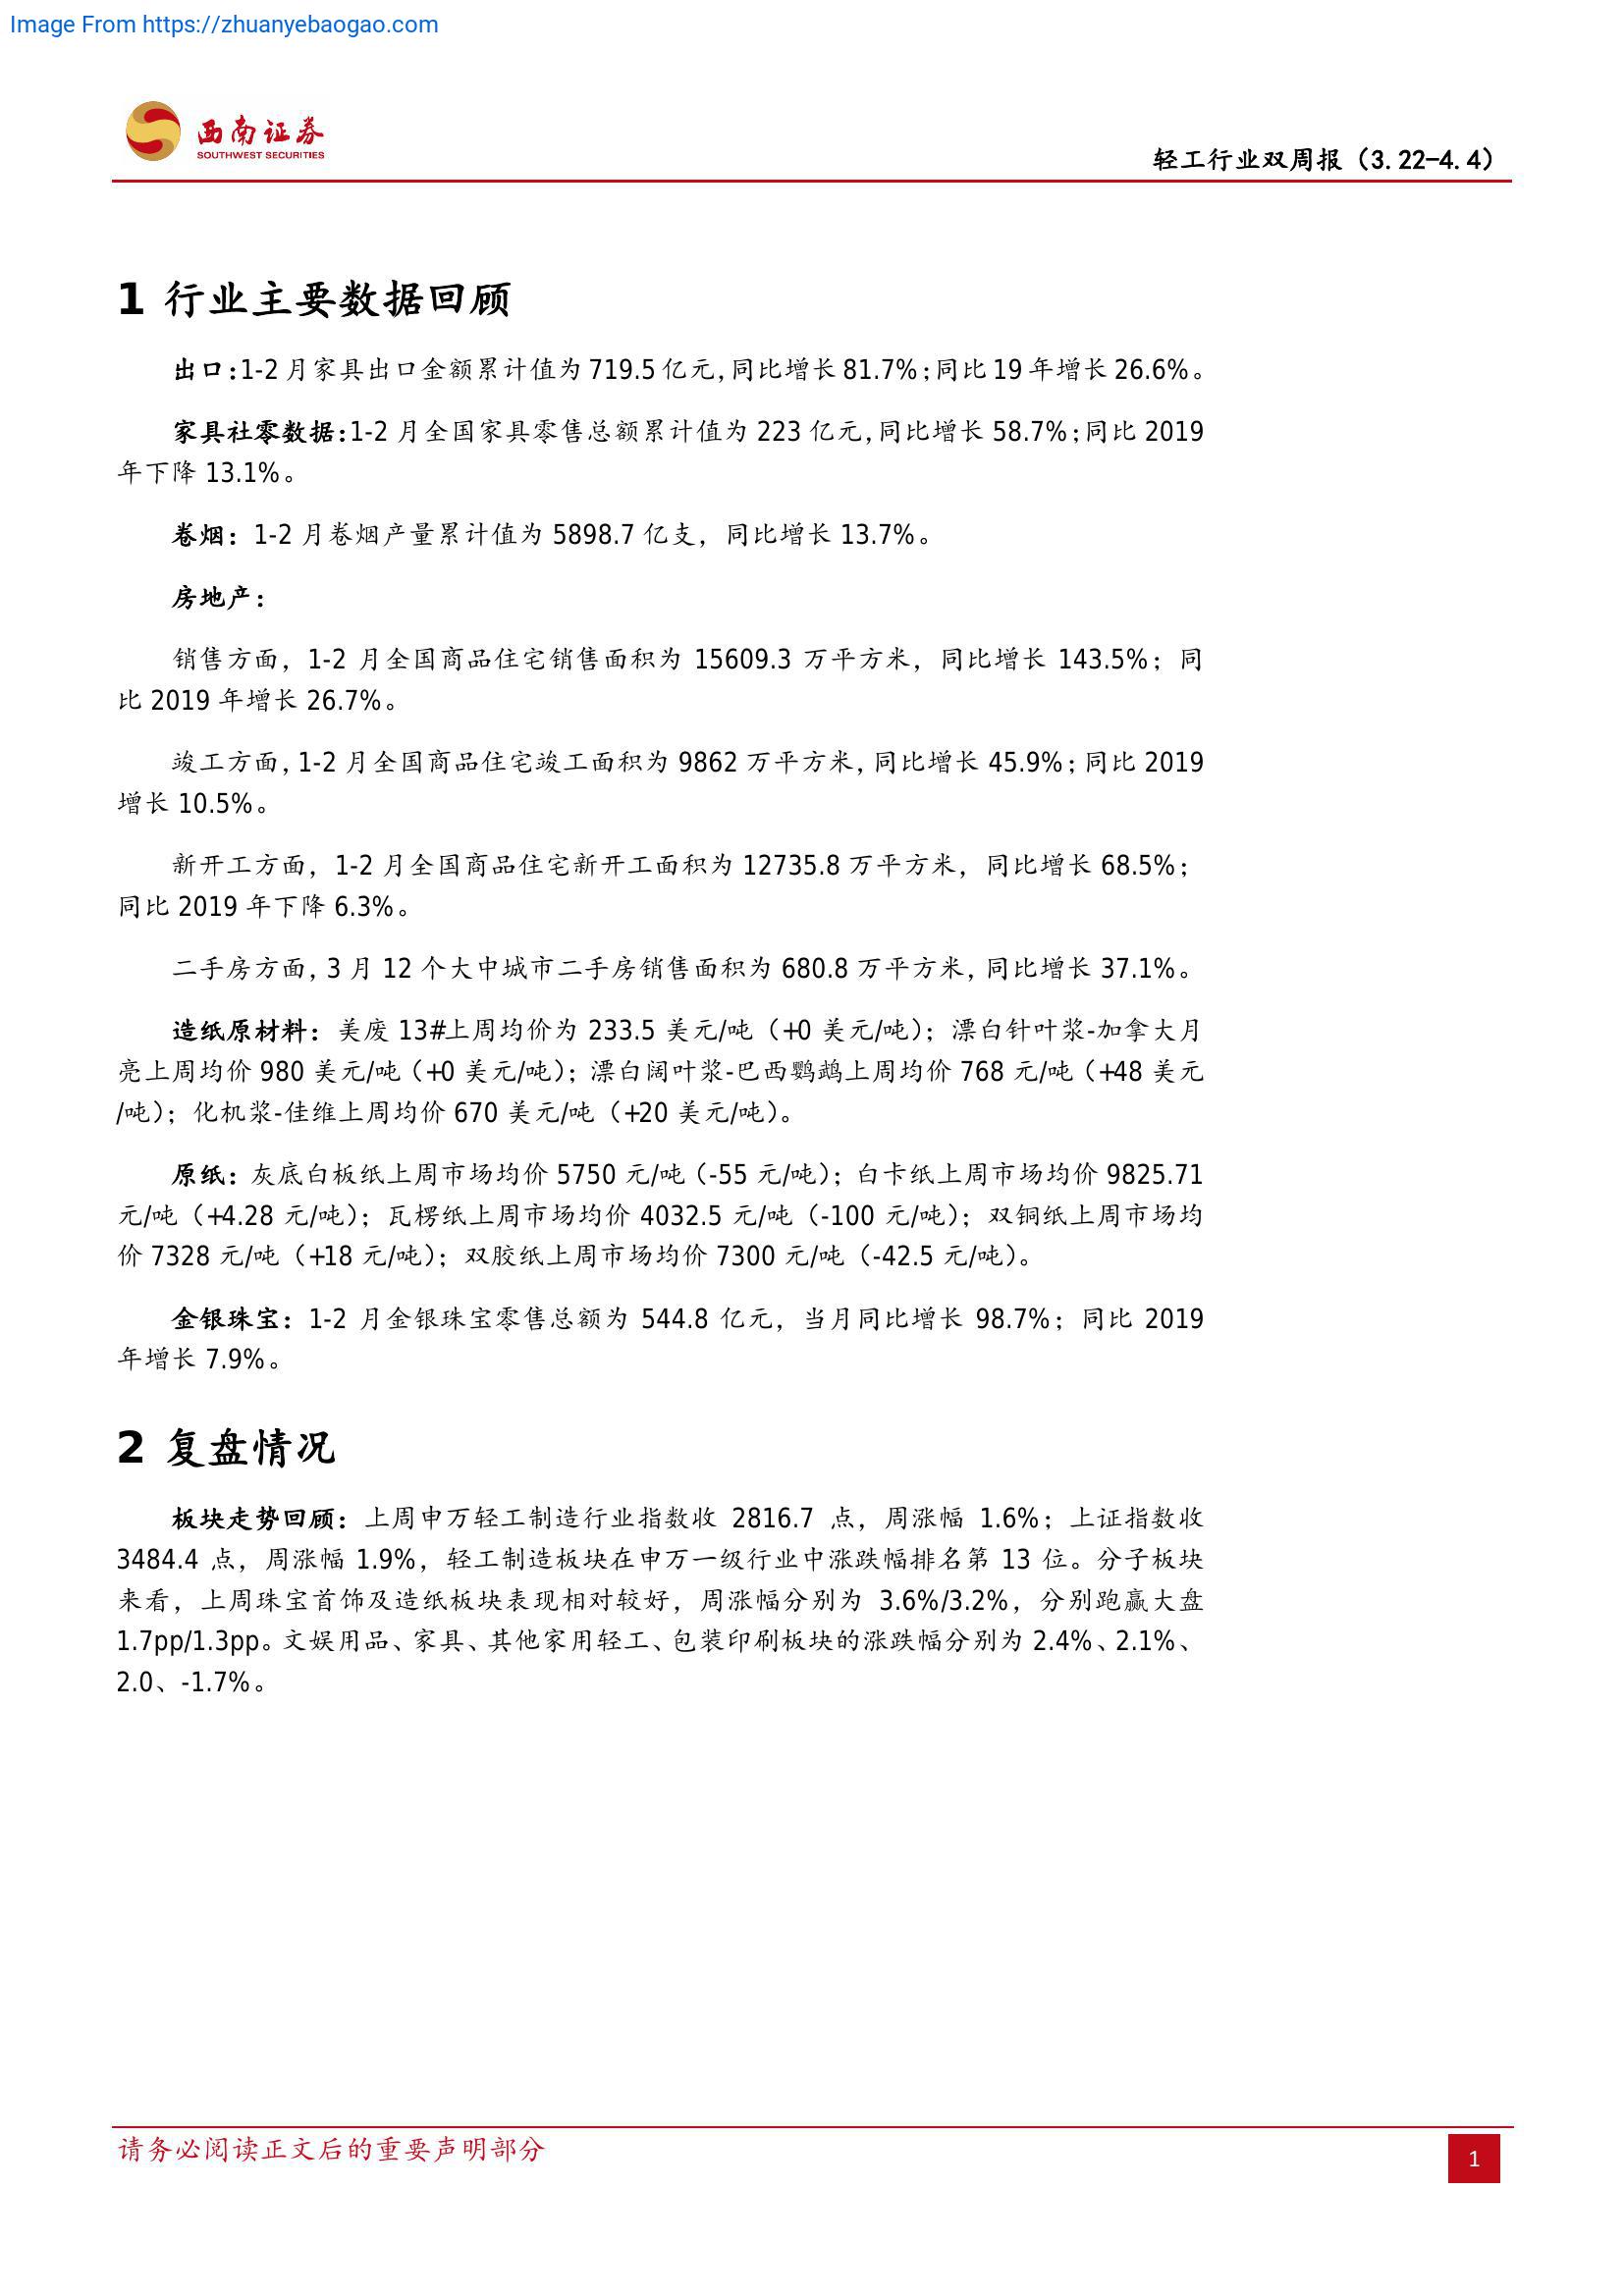 Image From https://zhuanyebaogao.com
西南证券
SOUTHWEST SECURITIES
轻工行业双周报（3.22-4.4）
1 行业主要数据回顾
出口：1-2 月家具出口金额累计值为 719.5 亿元，同比增长 81.7%；同比 19 年增长 26.6%。
家具社零数据：1-2 月全国家具零售总额累计值为 223 亿元，同比增长 58.7%；同比 2019
年下降 13.1%。
卷烟：1-2 月卷烟产量累计值为 5898.7 亿支，同比增长 13.7%。
房地产：
销售方面，1-2 月全国商品住宅销售面积为 15609.3 万平方米，同比增长 143.5%；同
比 2019 年增长 26.7%。
竣工方面，1-2 月全国商品住宅竣工面积为 9862 万平方米，同比增长 45.9%；同比 2019
增长 10.5%。
新开工方面，1-2 月全国商品住宅新开工面积为 12735.8 万平方米，同比增长 68.5%；
同比 2019 年下降 6.3%。
二手房方面，3 月 12 个大中城市二手房销售面积为 680.8 万平方米，同比增长 37.1%。
造纸原材料：美废 13#上周均价为 233.5 美元/吨（+0 美元/吨）；漂白针叶浆-加拿大月
亮上周均价 980 美元/吨（+0 美元/吨）；漂白阔叶浆-巴西鹦鹉上周均价 768 元/吨（+48 美元
/吨）；化机浆-佳维上周均价 670 美元/吨（+20 美元/吨）。
原纸：灰底白板纸上周市场均价 5750 元/吨（-55 元/吨）；白卡纸上周市场均价 9825.71
元/吨（+4.28 元/吨）；瓦楞纸上周市场均价 4032.5 元/吨（-100 元/吨）；双铜纸上周市场均
价 7328 元/吨（+18 元/吨）；双胶纸上周市场均价 7300 元/吨（-42.5 元/吨）。
金银珠宝：1-2 月金银珠宝零售总额为 544.8 亿元，当月同比增长 98.7%；同比 2019
年增长 7.9%。
2 复盘情况
板块走势回顾：上周申万轻工制造行业指数收 2816.7 点，周涨幅 1.6%；上证指数收
3484.4 点，周涨幅 1.9%，轻工制造板块在申万一级行业中涨跌幅排名第 13 位。分子板块
来看，上周珠宝首饰及造纸板块表现相对较好，周涨幅分别为 3.6%/3.2%，分别跑赢大盘
1.7pp/1.3pp。文娱用品、家具、其他家用轻工、包装印刷板块的涨跌幅分别为 2.4%、2.1%、
2.0、-1.7%。
请务必阅读正文后的重要声明部分
1